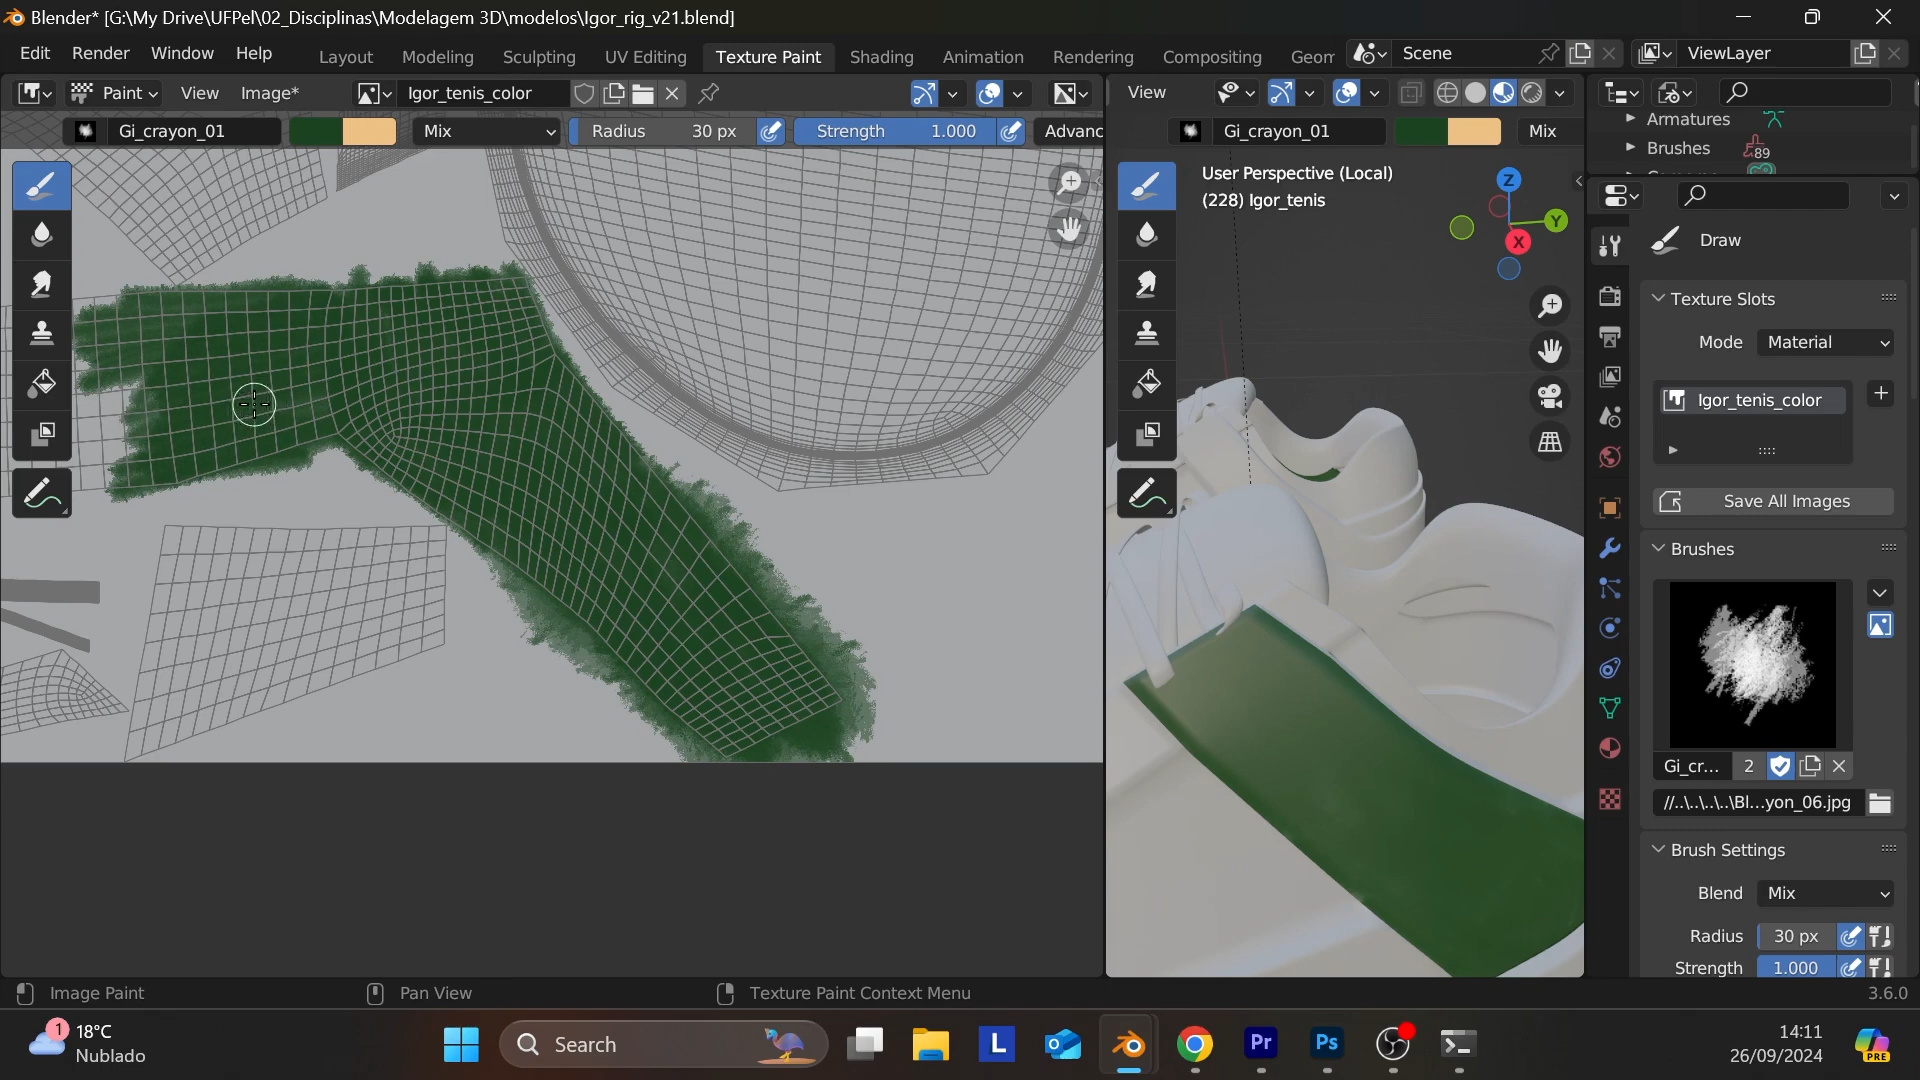 Blender* [G:\My Drive\UFPel\02_Disciplinas\Modelagem 3D\modelos\Igor_rig_v21.blend]
Edit Render Window Help Layout Modeling Sculpting UV Editing Texture Paint Shading Animation Rendering Compositing Geom Scene ViewLayer
Paint View Image* Igor_tenis_color View
Gi_crayon_01 Mix Radius 30 px Strength 1.000 Advanc Gi_crayon_01 Mix
Armatures
Brushes 89
User Perspective (Local)
(228) Igor_tenis
Z
Y
X
Draw
Texture Slots
Mode Material
Igor_tenis_color
Save All Images
Brushes
Gi_cr... 2
//..\..\..\..\Bl...yon_06.jpg
Brush Settings
Blend Mix
Radius 30 px
Strength 1.000
Image Paint Pan View Texture Paint Context Menu 3.6.0
1 18°C
Nublado
Search
L
Pr
Ps
14:11
26/09/2024
PRE